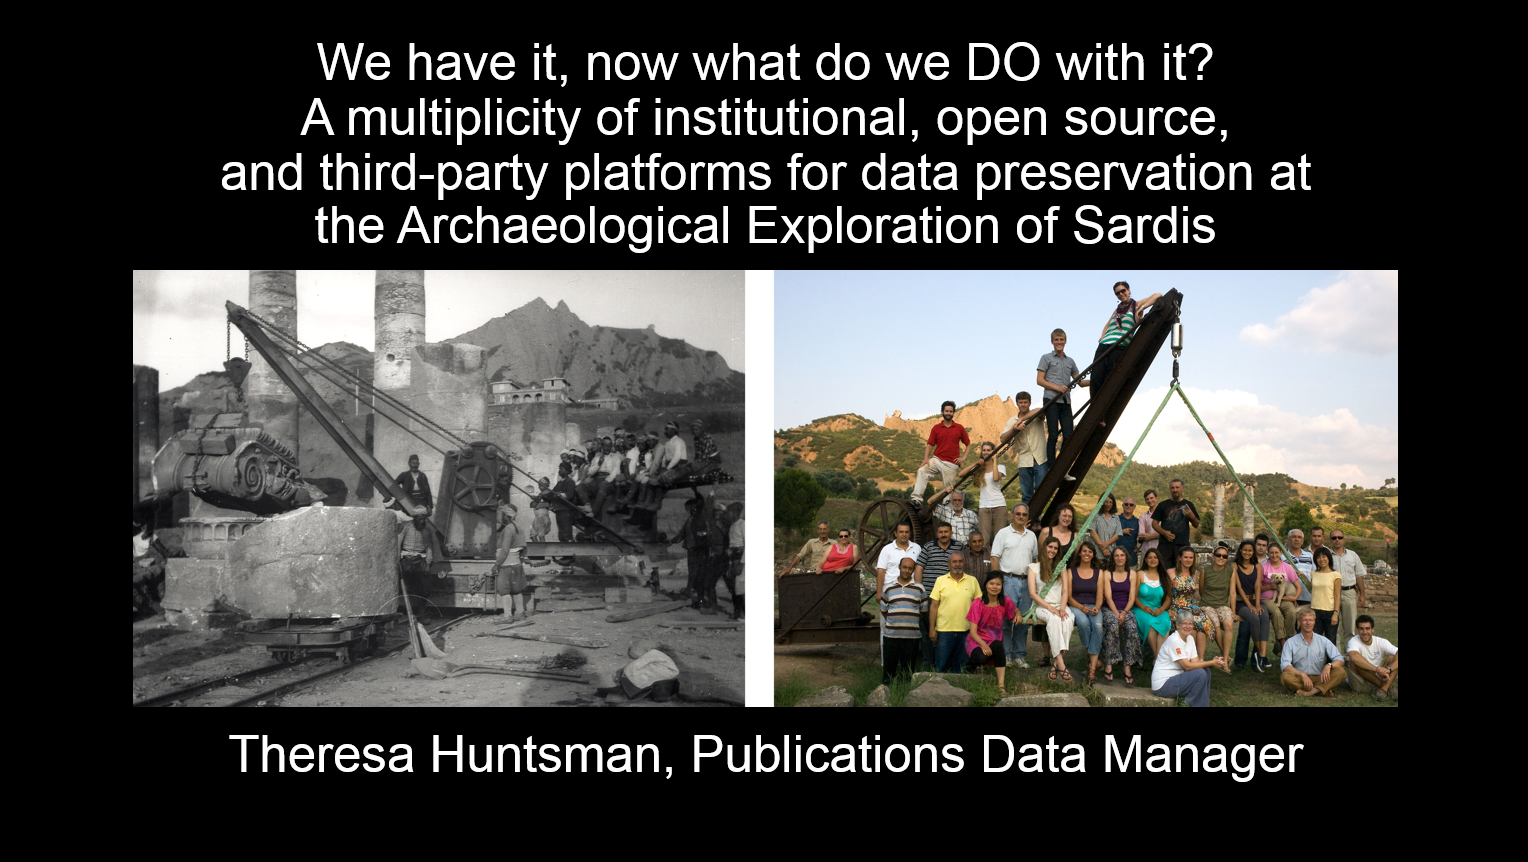 We have it, now what do we DO with it?
A multiplicity of institutional, open source,
and third-party platforms for data preservation at
the Archaeological Exploration of Sardis
Theresa Huntsman, Publications Data Manager